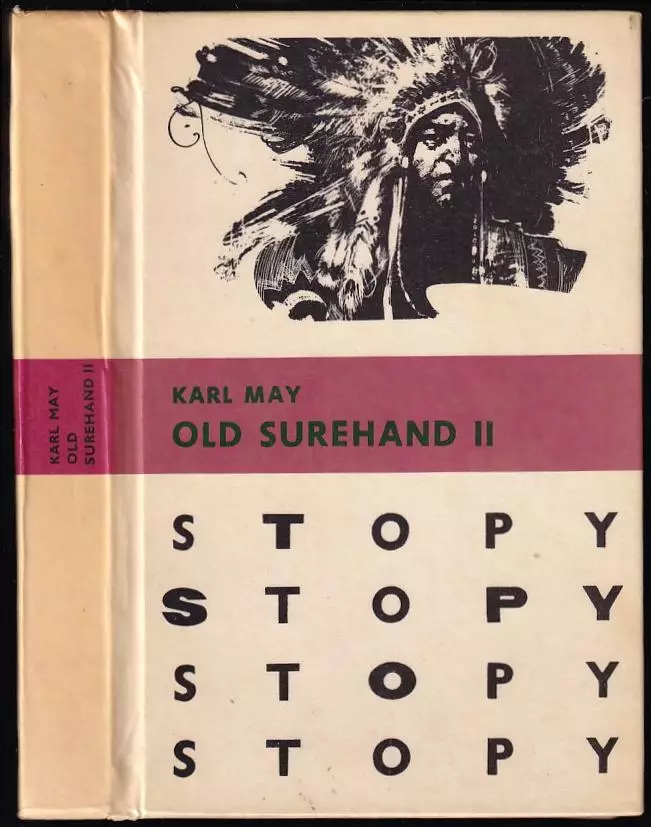 KARL MAY
OLD
SUREHAND II
KARL MAY
OLD SUREHAND II
S T O P Y
S T O P Y
S T O P Y
S T O P Y